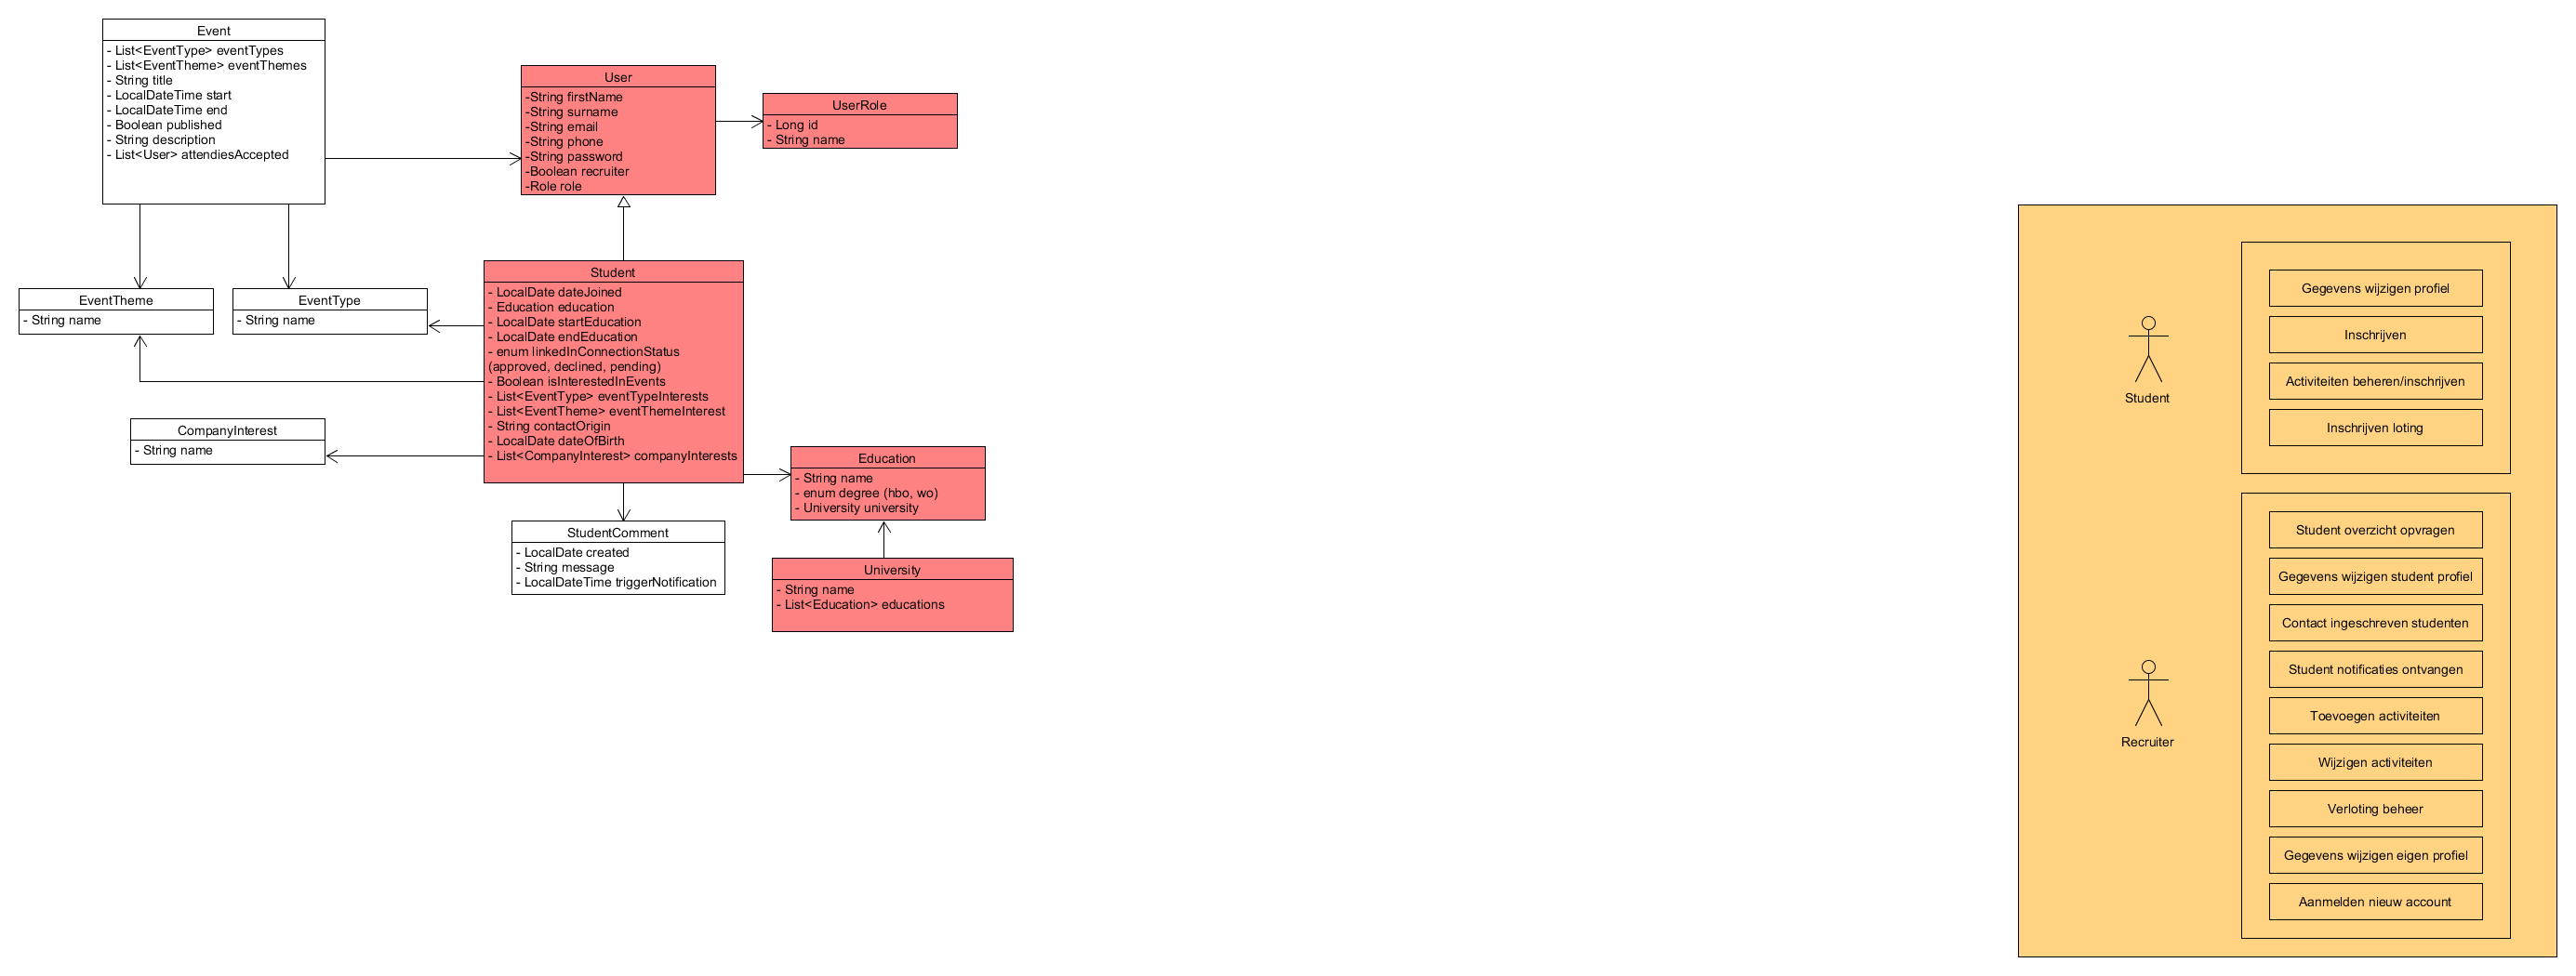 Event
- List<EventType> eventTypes
- List<EventTheme> eventThemes
- String title
- LocalDateTime start
- LocalDateTime end
- Boolean published
- String description
- List<User> attendiesAccepted
User
-String firstName
-String surname
-String email
-String phone
-String password
-Boolean recruiter
-Role role
UserRole
- Long id
- String name
EventTheme
- String name
EventType
- String name
Student
- LocalDate dateJoined
- Education education
- LocalDate startEducation
- LocalDate endEducation
- enum linkedInConnectionStatus
(approved, declined, pending)
- Boolean isInterestedInEvents
- List<EventType> eventTypeInterests
- List<EventTheme> eventThemeInterest
- String contactOrigin
- LocalDate dateOfBirth
- List<CompanyInterest> companyInterests
CompanyInterest
- String name
Education
- String name
- enum degree (hbo, wo)
- University university
StudentComment
- LocalDate created
- String message
- LocalDateTime triggerNotification
University
- String name
- List<Education> educations
Student
Gegevens wijzigen profiel
Inschrijven
Activiteiten beheren/inschrijven
Inschrijven loting
Recruiter
Student overzicht opvragen
Gegevens wijzigen student profiel
Contact ingeschreven studenten
Student notificaties ontvangen
Toevoegen activiteiten
Wijzigen activiteiten
Verloting beheer
Gegevens wijzigen eigen profiel
Aanmelden nieuw account